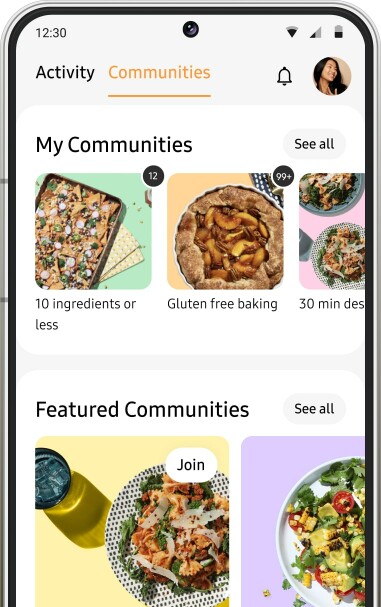 12:30
Activity Communities
My Communities See all
12 99+
10 ingredients or Gluten free baking 30 min des
less
Featured Communities See all
Join